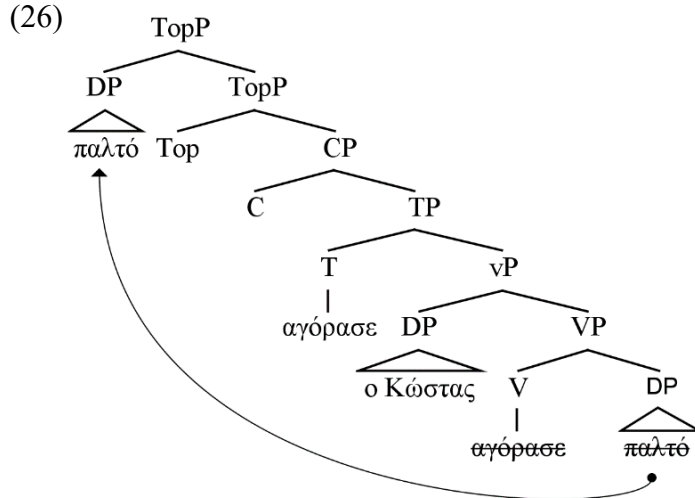 (26)
TopP
DP TopP
παλτό Top CP
C TP
T vP
αγόρασε DP VP
ο Κώστας V DP
αγόρασε παλτό